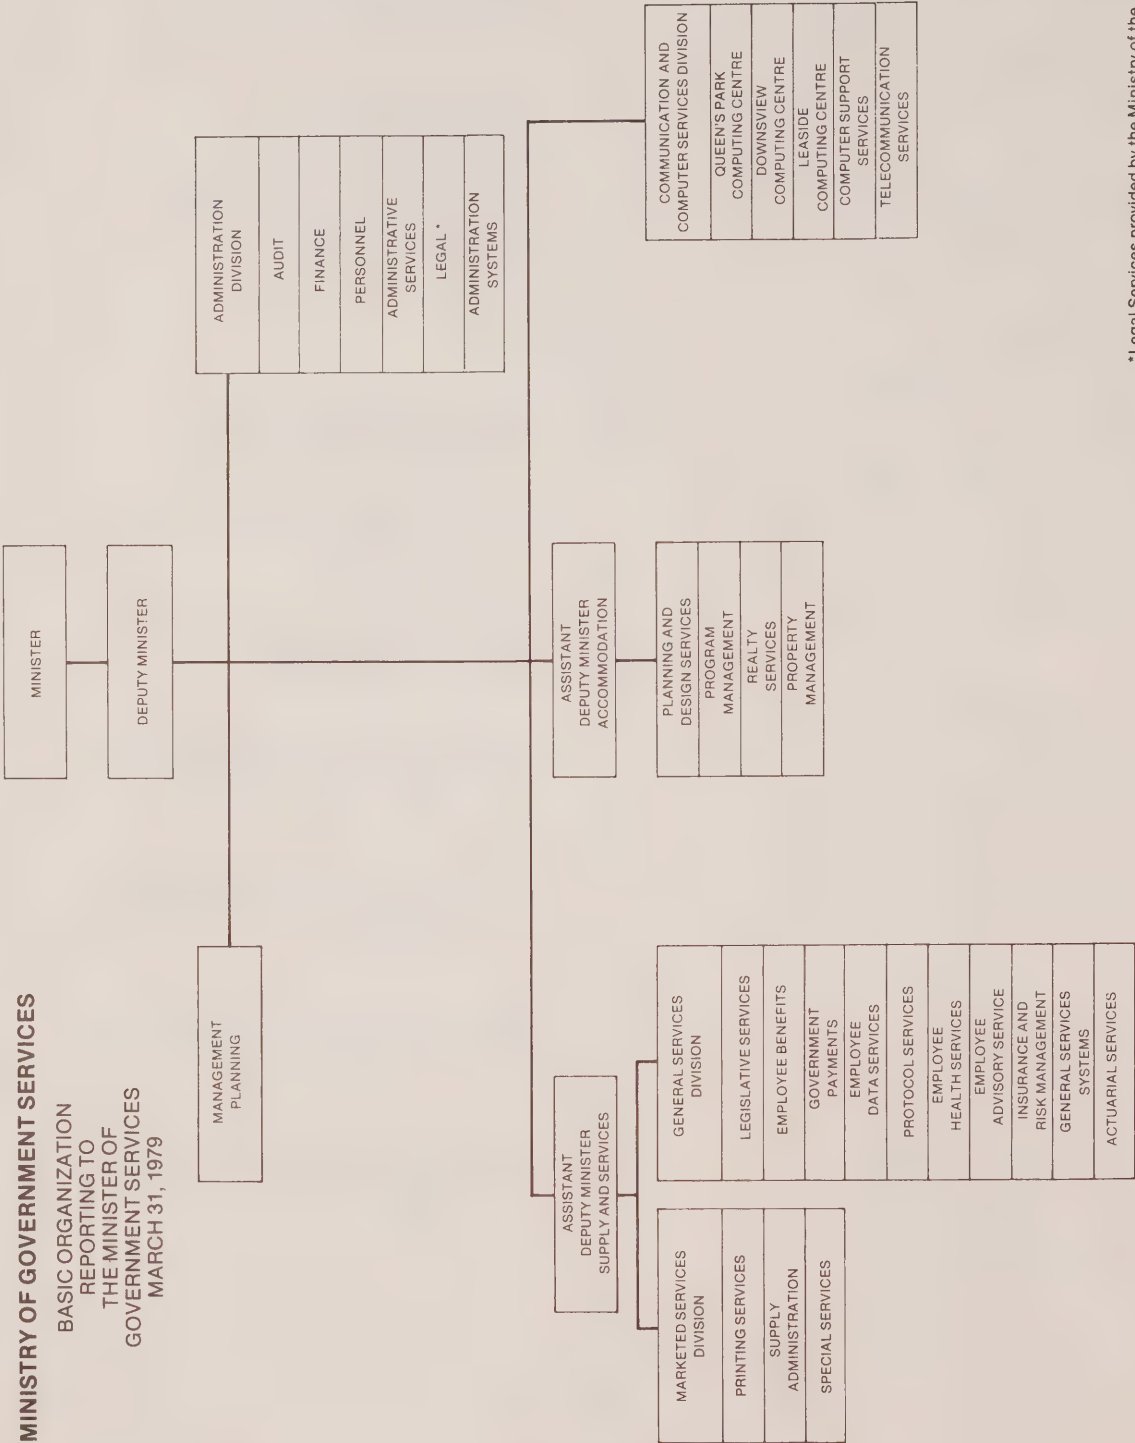 MINISTRY OF GOVERNMENT SERVICES
BASIC ORGANIZATION
REPORTING TO
THE MINISTER OF
GOVERNMENT SERVICES
MARCH 31, 1979
MINISTER
DEPUTY MINISTER
MANAGEMENT
PLANNING
ADMINISTRATION
DIVISION
AUDIT
FINANCE
PERSONNEL
ADMINISTRATIVE
SERVICES
LEGAL *
ADMINISTRATION
SYSTEMS
ASSISTANT
DEPUTY MINISTER
SUPPLY AND SERVICES
MARKETED SERVICES
DIVISION
PRINTING SERVICES
SUPPLY
ADMINISTRATION
SPECIAL SERVICES
GENERAL SERVICES
DIVISION
LEGISLATIVE SERVICES
EMPLOYEE BENEFITS
GOVERNMENT
PAYMENTS
EMPLOYEE
DATA SERVICES
PROTOCOL SERVICES
EMPLOYEE
HEALTH SERVICES
EMPLOYEE
ADVISORY SERVICE
INSURANCE AND
RISK MANAGEMENT
GENERAL SERVICES
SYSTEMS
ACTUARIAL SERVICES
ASSISTANT
DEPUTY MINISTER
ACCOMMODATION
PLANNING AND
DESIGN SERVICES
PROGRAM
MANAGEMENT
REALTY
SERVICES
PROPERTY
MANAGEMENT
COMMUNICATION AND
COMPUTER SERVICES DIVISION
QUEEN'S PARK
COMPUTING CENTRE
DOWNSVIEW
COMPUTING CENTRE
LEASIDE
COMPUTING CENTRE
COMPUTER SUPPORT
SERVICES
TELECOMMUNICATION
SERVICES
*Legal Services provided by the Ministry of the